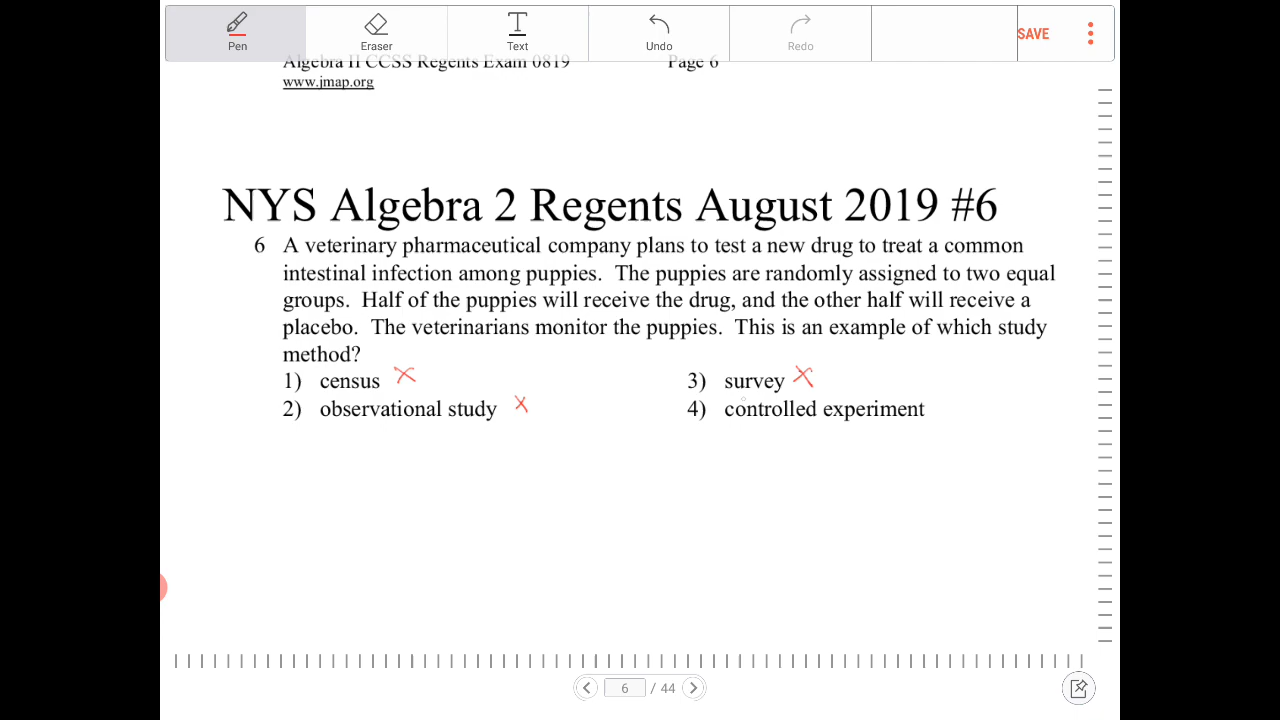 Pen Eraser Text Undo Redo SAVE
Algebra II CCSS Regents Exam 0819 Page 6
www.jmap.org
NYS Algebra 2 Regents August 2019 #6
6 A veterinary pharmaceutical company plans to test a new drug to treat a common
intestinal infection among puppies. The puppies are randomly assigned to two equal
groups. Half of the puppies will receive the drug, and the other half will receive a
placebo. The veterinarians monitor the puppies. This is an example of which study
method?
1) census 3) survey
2) observational study 4) controlled experiment
6 / 44